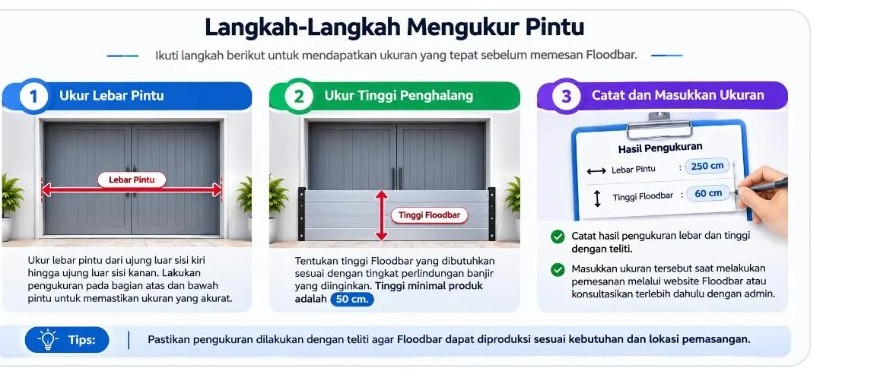 Langkah-Langkah Mengukur Pintu
Ikuti langkah berikut untuk mendapatkan ukuran yang tepat sebelum memesan Floodbar.
1 Ukur Lebar Pintu
Lebar Pintu
Ukur lebar pintu dari ujung luar sisi kiri
hingga ujung luar sisi kanan. Lakukan
pengukuran pada bagian atas dan bawah
pintu untuk memastikan ukuran yang akurat.
2 Ukur Tinggi Penghalang
Tinggi Floodbar
Tentukan tinggi Floodbar yang dibutuhkan
sesuai dengan tingkat perlindungan banjir
yang diinginkan. Tinggi minimal produk
adalah 50 cm.
3 Catat dan Masukkan Ukuran
Hasil Pengukuran
Lebar Pintu : 250 cm
Tinggi Floodbar : 60 cm
Catat hasil pengukuran lebar dan tinggi
dengan teliti.
Masukkan ukuran tersebut saat melakukan
pemesanan melalui website Floodbar atau
konsultasikan terlebih dahulu dengan admin.
Tips: Pastikan pengukuran dilakukan dengan teliti agar Floodbar dapat diproduksi sesuai kebutuhan dan lokasi pemasangan.